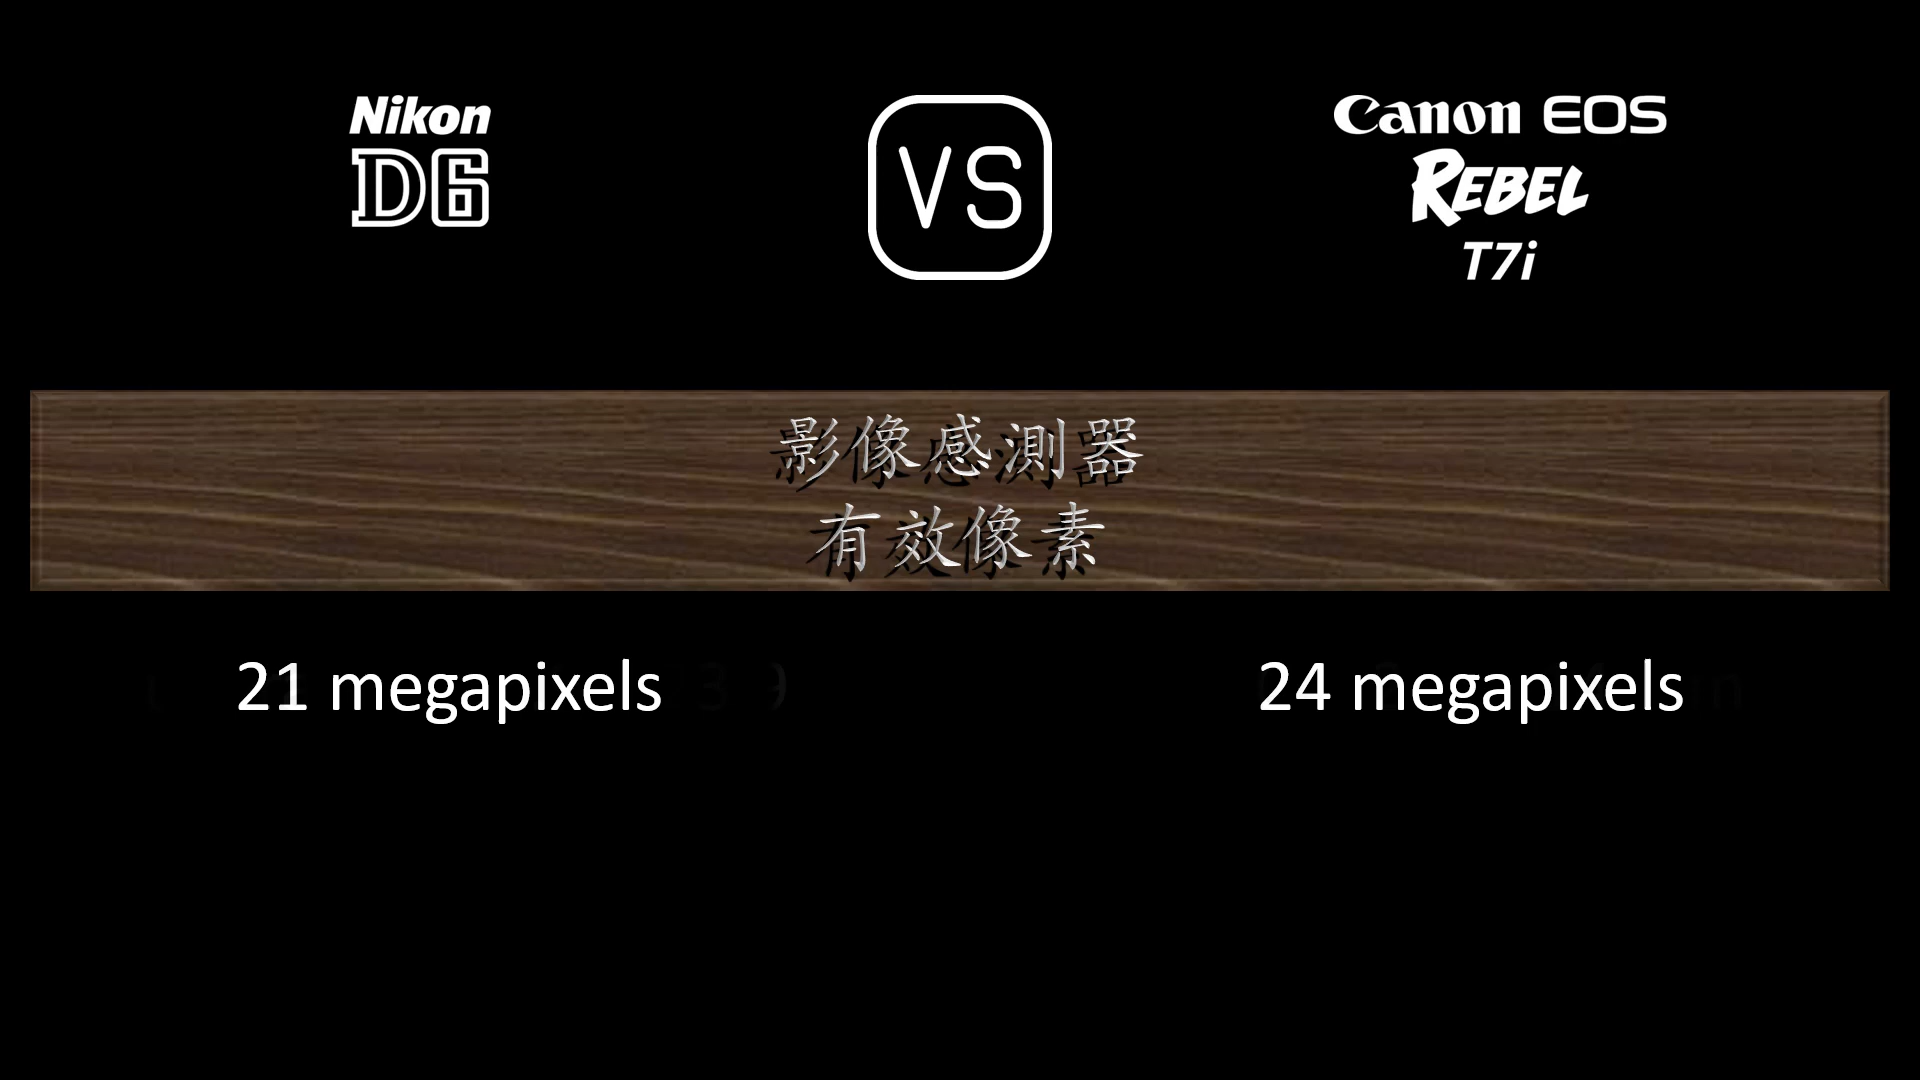 Nikon
D6
VS
Canon EOS
REBEL
T7i
影像感測器
有效像素
21 megapixels
24 megapixels